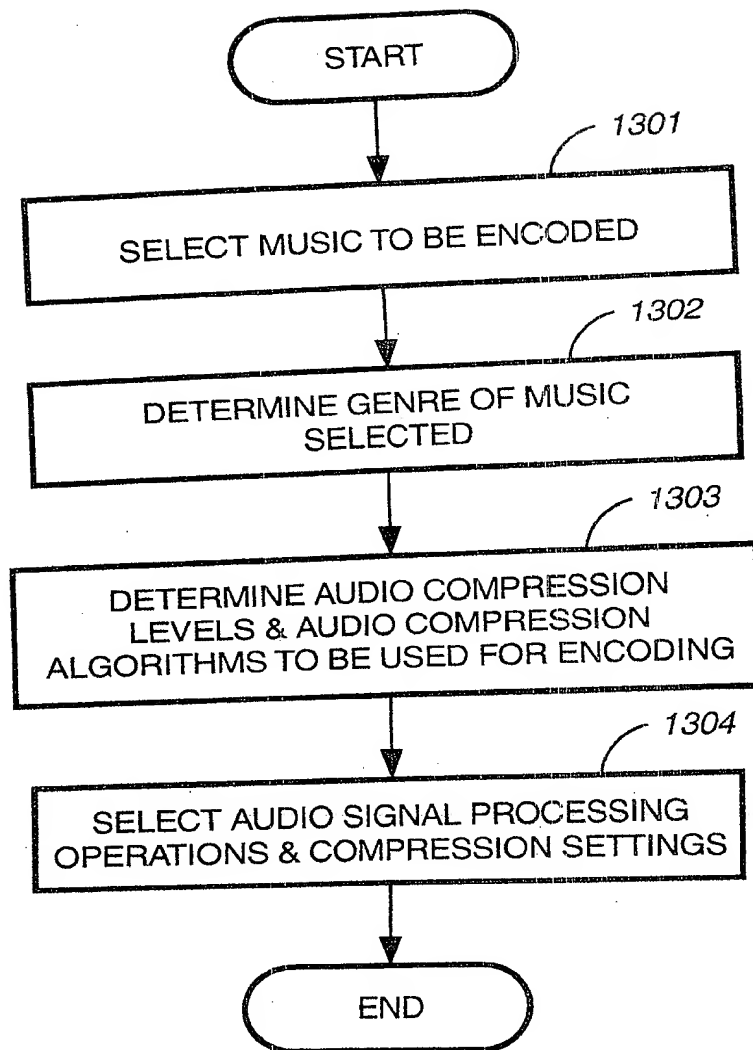 START
1301
SELECT MUSIC TO BE ENCODED
1302
DETERMINE GENRE OF MUSIC
SELECTED
1303
DETERMINE AUDIO COMPRESSION
LEVELS & AUDIO COMPRESSION
ALGORITHMS TO BE USED FOR ENCODING
1304
SELECT AUDIO SIGNAL PROCESSING
OPERATIONS & COMPRESSION SETTINGS
END